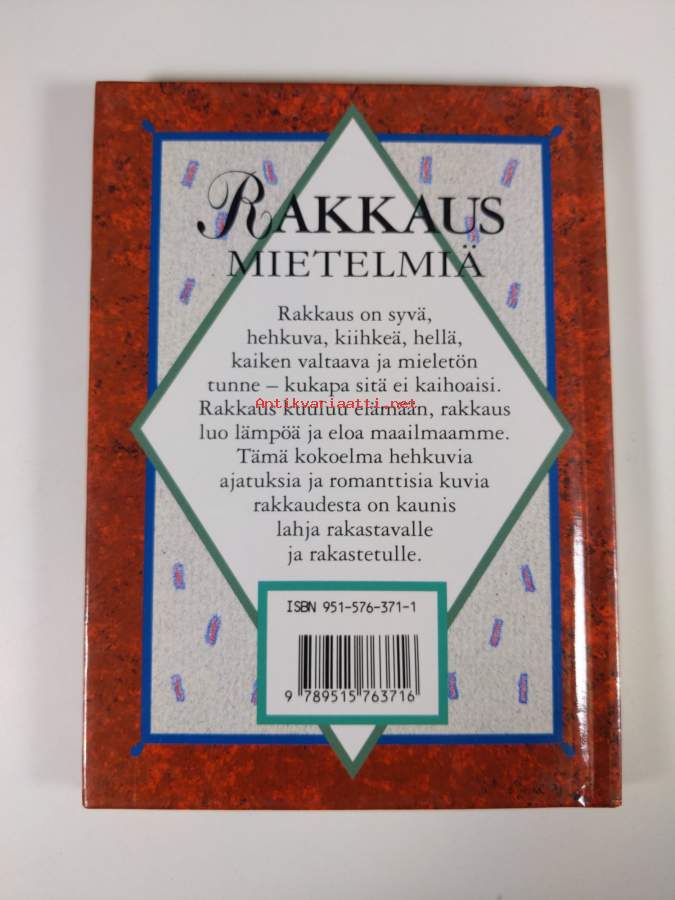 RAKKAUS
MIETELMIÄ
Rakkaus on syvä,
hehkuva, kiihkeä, hellä,
kaiken valtaava ja mieletön
tunne – kukapa sitä ei kaihoaisi.
Antikvariaatti.net
Rakkaus kuuluu elämään, rakkaus
luo lämpöä ja eloa maailmaamme.
Tämä kokoelma hehkuvia
ajatuksia ja romanttisia kuvia
rakkaudesta on kaunis
lahja rakastavalle
ja rakastetulle.
ISBN 951-576-371-1
9 789515 763716